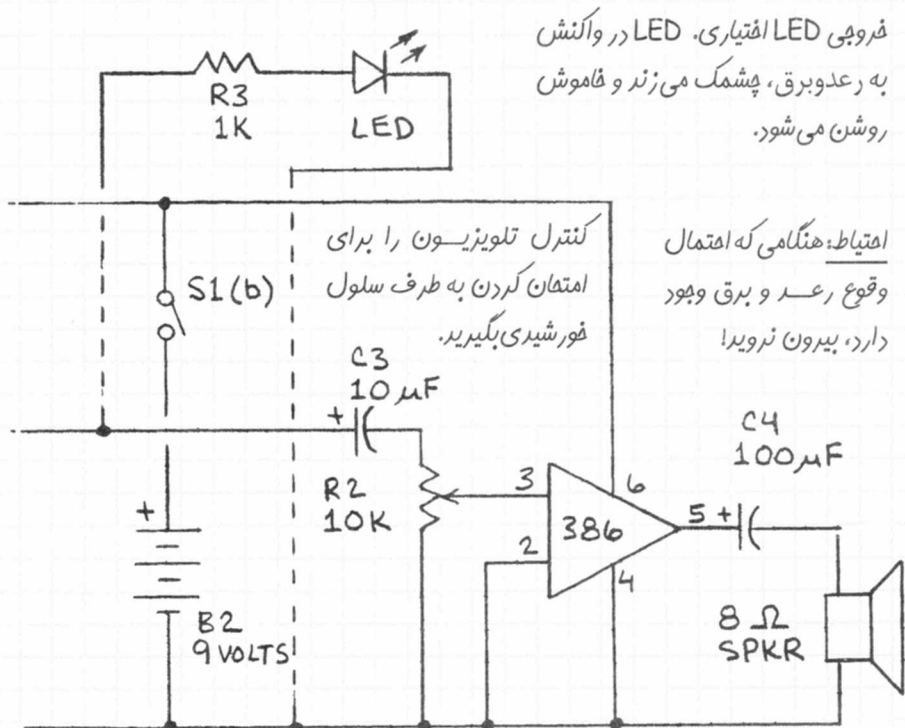 خروجی LED اختیاری. LED در واکنش
به رعدوبرق، چشمک می‌زند و خاموش
روشن می‌شود.
R3
1K
LED
کنترل تلویزیون را برای
امتحان کردن به طرف سلول
خورشیدی بگیرید.
احتیاط: هنگامی که احتمال
وقوع رعد و برق وجود
دارد، بیرون نروید!
S1(b)
C3
10 µF
+
C4
100µF
R2
10K
3
6
386
5 +
2
4
+
B2
9 VOLTS
8 Ω
SPKR